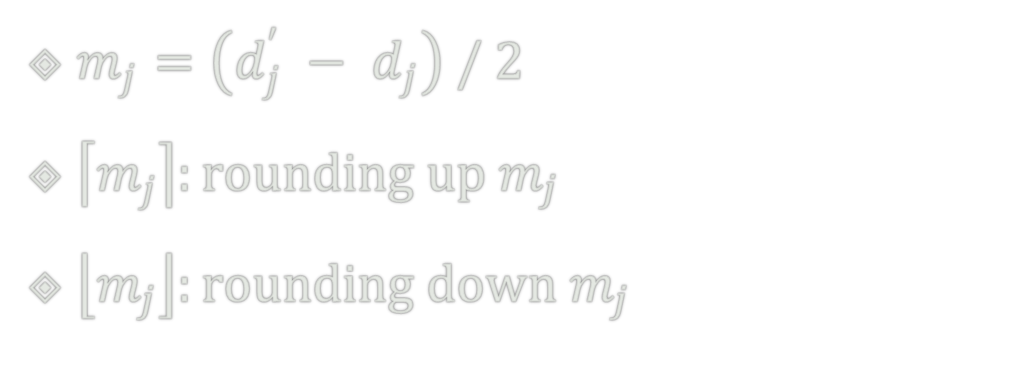 ◈ m_j = (d'_j − d_j) / 2
◈ ⌈m_j⌉: rounding up m_j
◈ ⌊m_j⌋: rounding down m_j